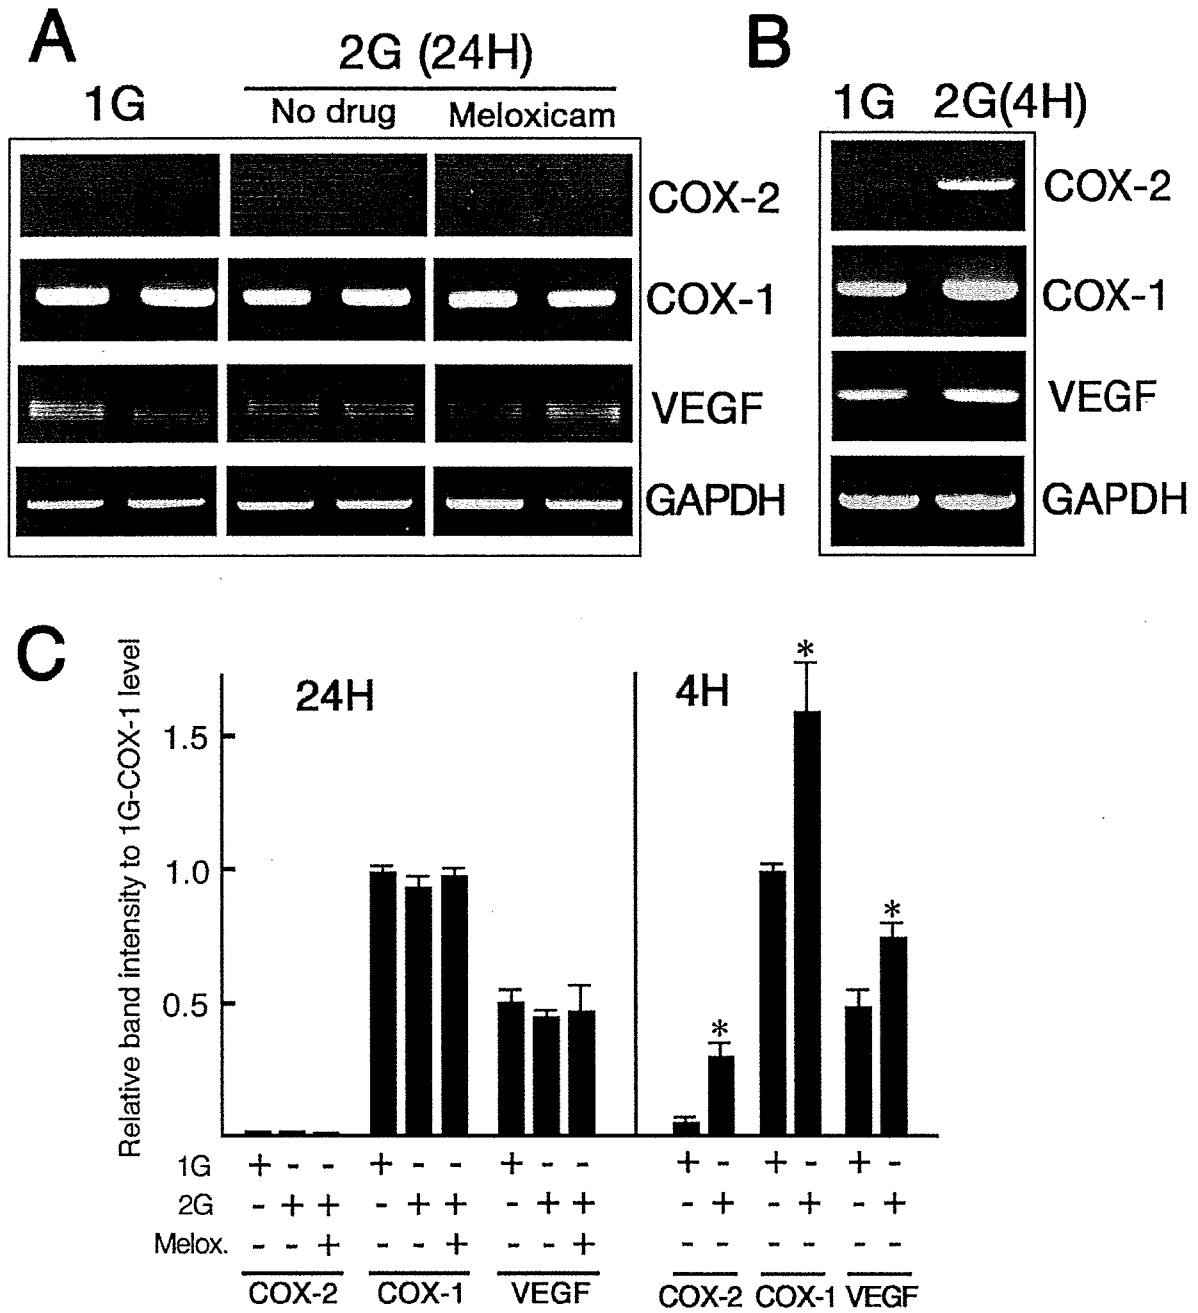 A
2G (24H)
1G
No drug
Meloxicam
COX-2
COX-1
VEGF
GAPDH
B
1G 2G(4H)
COX-2
COX-1
VEGF
GAPDH
C
Relative band intensity to 1G-COX-1 level
24H
4H
*
1.5
1.0
*
0.5
*
1G + - - + - - + - - + - + - + -
2G - + + - + + - + + - + - + - +
Melox. - - + - - + - - + - - - - - -
COX-2 COX-1 VEGF COX-2 COX-1 VEGF